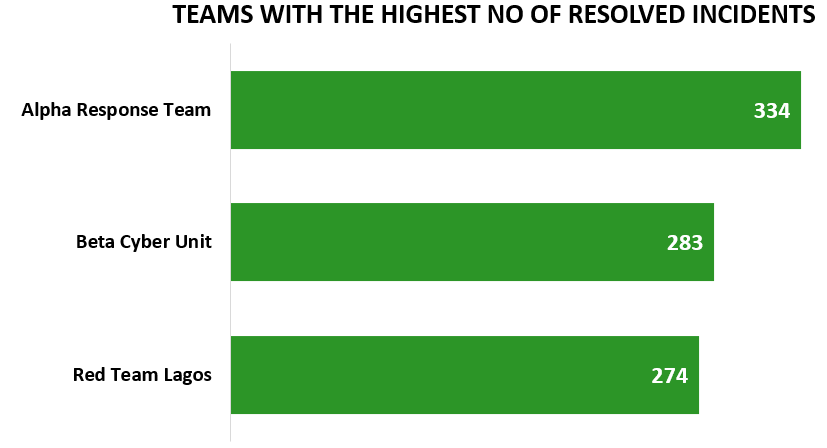 TEAMS WITH THE HIGHEST NO OF RESOLVED INCIDENTS
Alpha Response Team 334
Beta Cyber Unit 283
Red Team Lagos 274